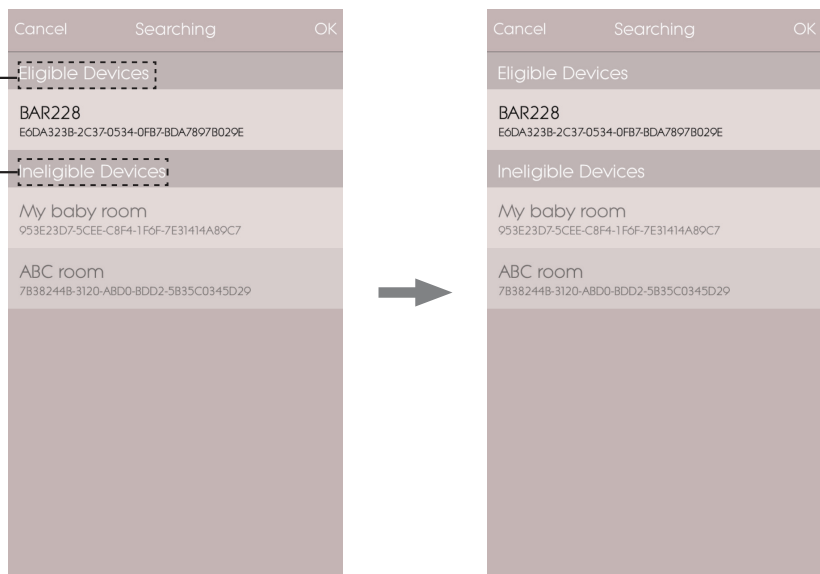 Cancel Searching OK
Eligible Devices
BAR228
E6DA323B-2C37-0534-0FB7-BDA7897B029E
Ineligible Devices
My baby room
953E23D7-5CEE-C8F4-1F6F-7E31414A89C7
ABC room
7B38244B-3120-ABD0-BDD2-5B35C0345D29
Cancel Searching OK
Eligible Devices
BAR228
E6DA323B-2C37-0534-0FB7-BDA7897B029E
Ineligible Devices
My baby room
953E23D7-5CEE-C8F4-1F6F-7E31414A89C7
ABC room
7B38244B-3120-ABD0-BDD2-5B35C0345D29